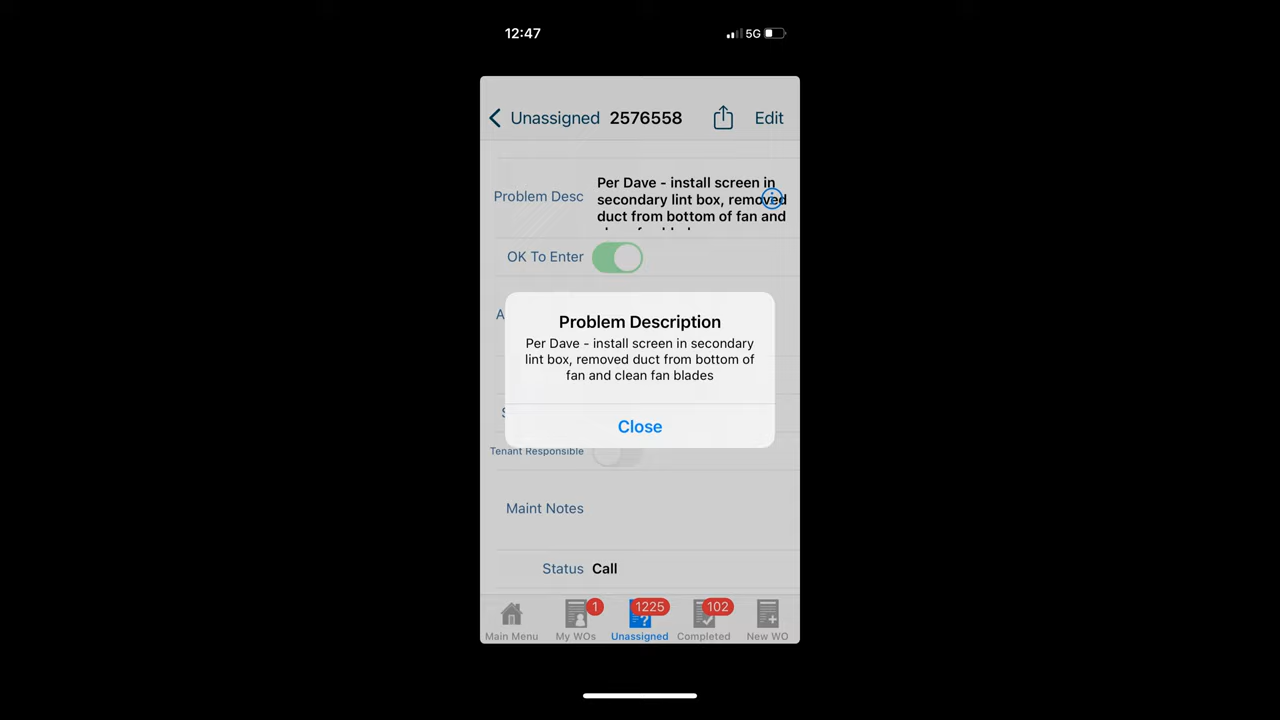 12:47
5G
Unassigned 2576558 Edit
Problem Desc
Per Dave - install screen in
secondary lint box, removed
duct from bottom of fan and
OK To Enter
Problem Description
Per Dave - install screen in secondary
lint box, removed duct from bottom of
fan and clean fan blades
Close
Tenant Responsible
Maint Notes
Status Call
1 1225 102
Main Menu My WOs Unassigned Completed New WO